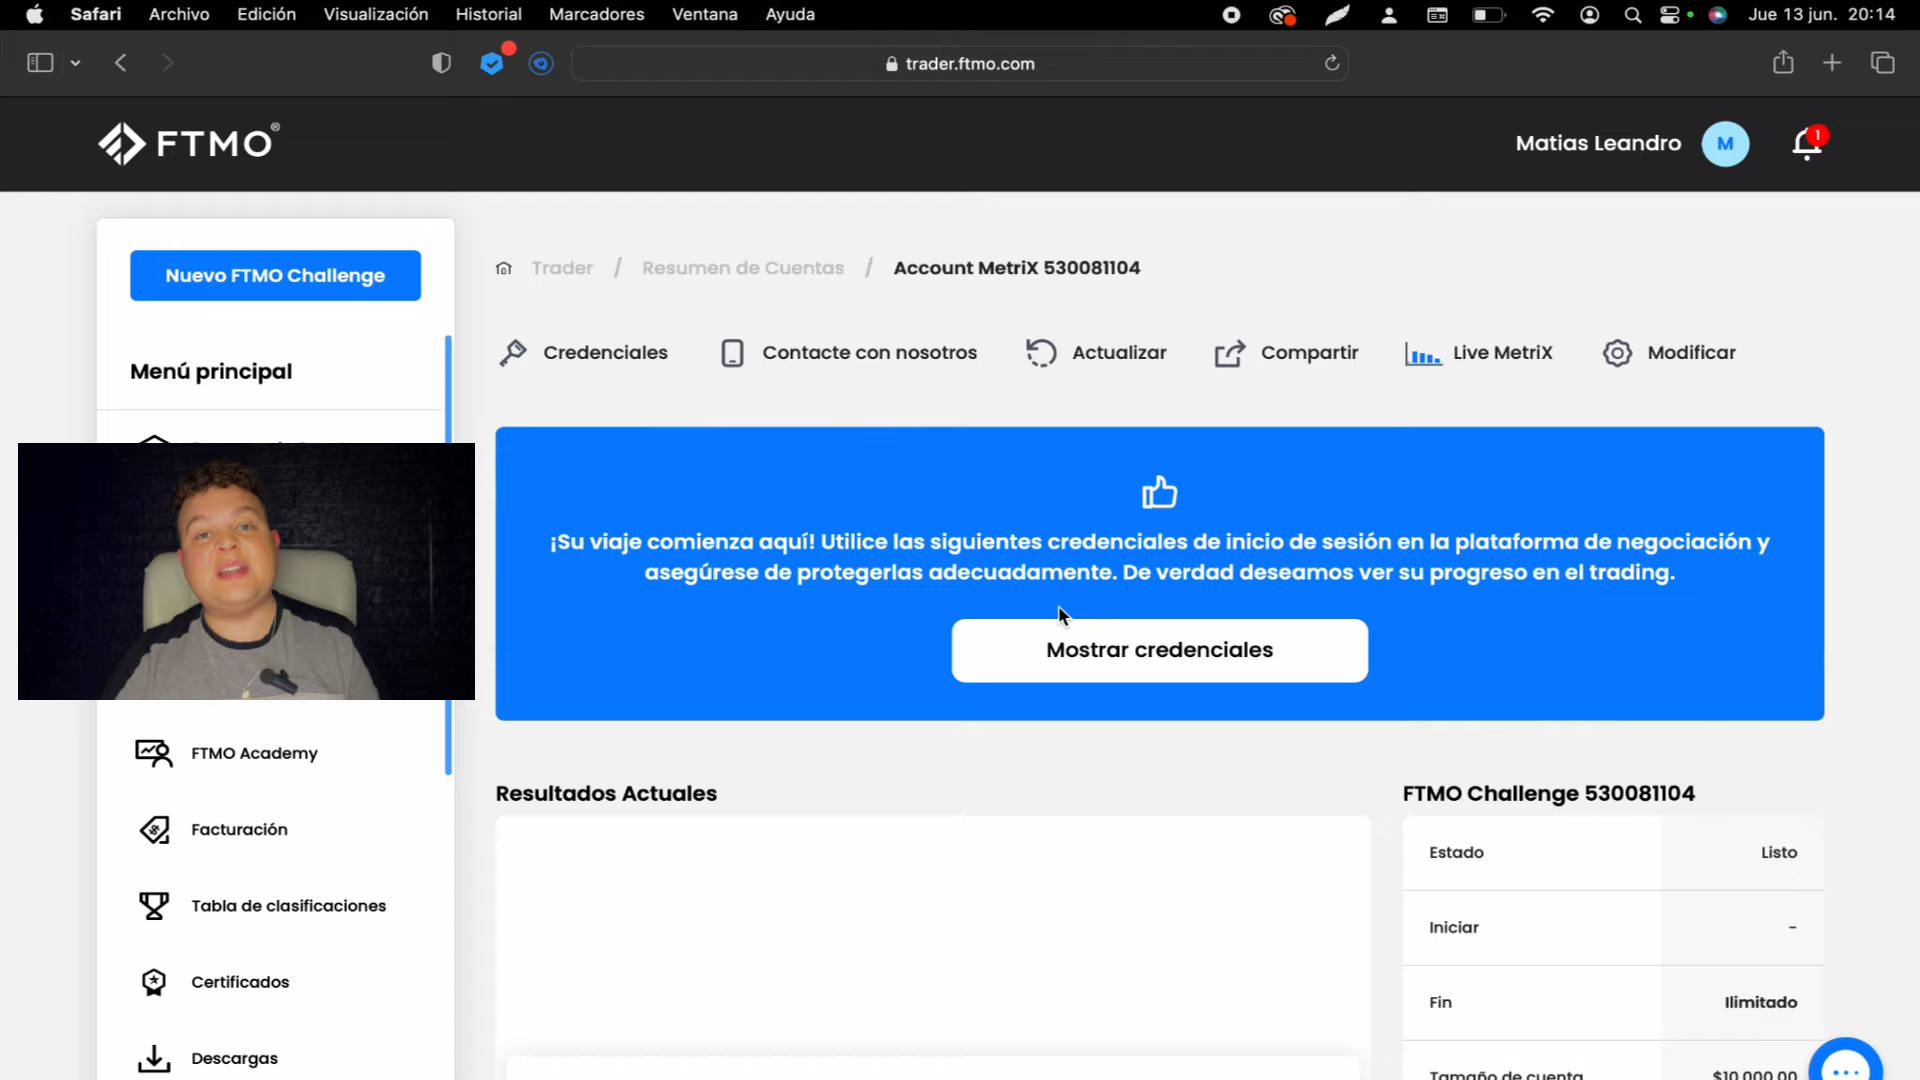 Safari Archivo Edición Visualización Historial Marcadores Ventana Ayuda Jue 13 jun. 20:14
trader.ftmo.com
FTMO®
Matias Leandro M 1
Nuevo FTMO Challenge
Menú principal
FTMO Academy
Facturación
Tabla de clasificaciones
Certificados
Descargas
Trader / Resumen de Cuentas / Account MetriX 530081104
Credenciales Contacte con nosotros Actualizar Compartir Live MetriX Modificar
¡Su viaje comienza aquí! Utilice las siguientes credenciales de inicio de sesión en la plataforma de negociación y
asegúrese de protegerlas adecuadamente. De verdad deseamos ver su progreso en el trading.
Mostrar credenciales
Resultados Actuales
FTMO Challenge 530081104
Estado Listo
Iniciar -
Fin Ilimitado
Tamaño de cuenta $10,000.00